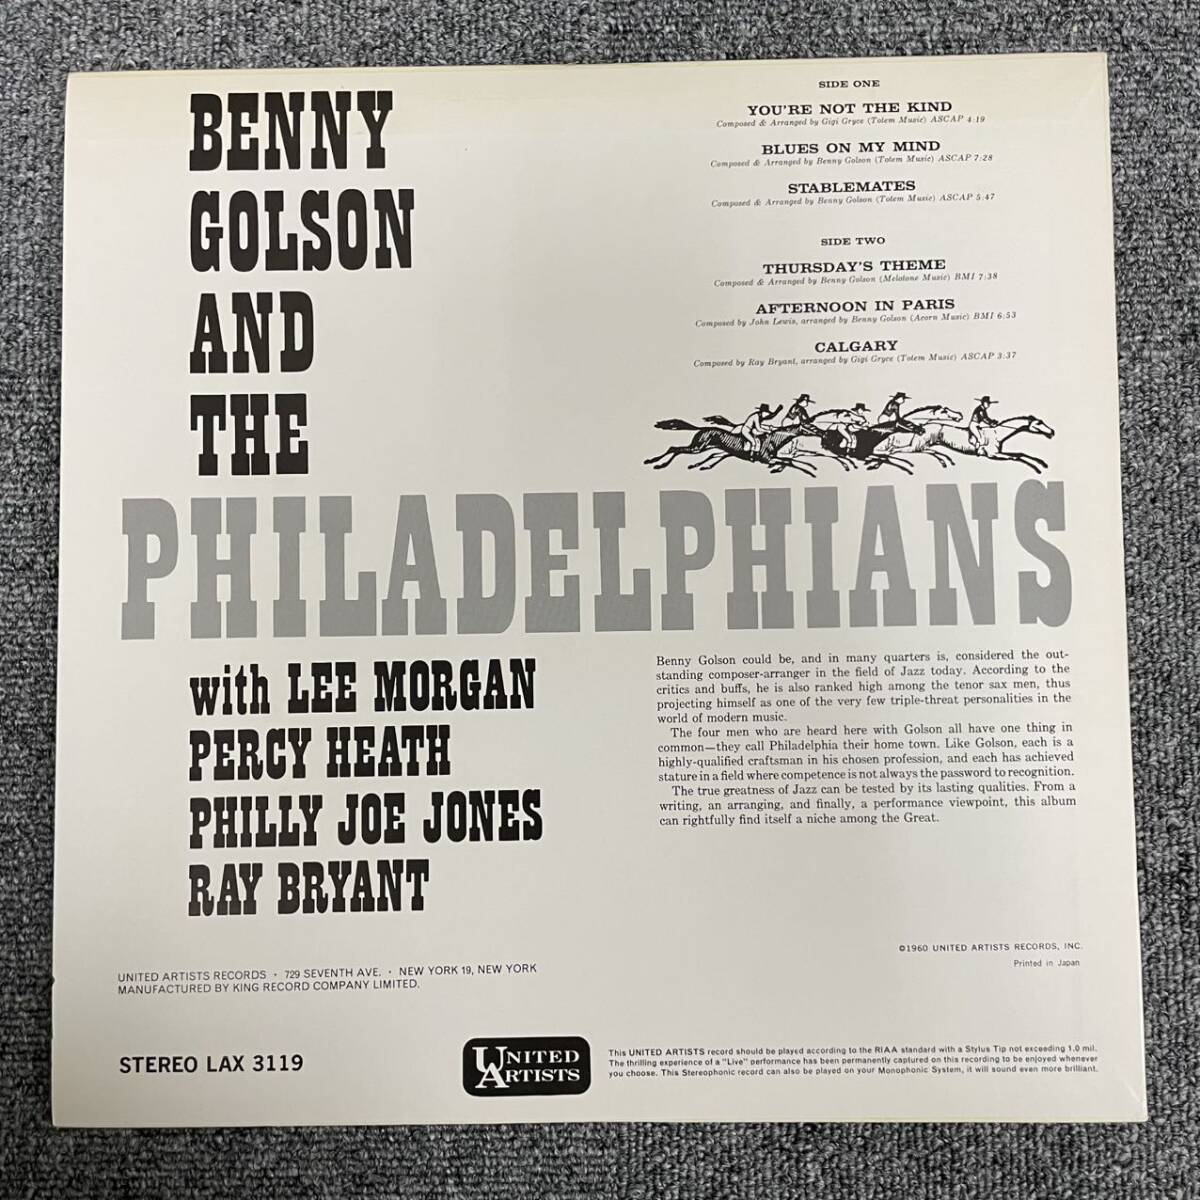 BENNY
GOLSON
AND
THE
PHILADELPHIANS
with LEE MORGAN
PERCY HEATH
PHILLY JOE JONES
RAY BRYANT
SIDE ONE
YOU'RE NOT THE KIND
Composed & Arranged by Gigi Gryce (Totem Music) ASCAP 4:19
BLUES ON MY MIND
Composed & Arranged by Benny Golson (Totem Music) ASCAP 7:28
STABLEMATES
Composed & Arranged by Benny Golson (Totem Music) ASCAP 5:47
SIDE TWO
THURSDAY'S THEME
Composed & Arranged by Benny Golson (Melotone Music) BMI 7:38
AFTERNOON IN PARIS
Composed by John Lewis, arranged by Benny Golson (Acorn Music) BMI 6:53
CALGARY
Composed by Ray Bryant, arranged by Gigi Gryce (Totem Music) ASCAP 3:37
Benny Golson could be, and in many quarters is, considered the out-
standing composer-arranger in the field of Jazz today. According to the
critics and buffs, he is also ranked high among the tenor sax men, thus
projecting himself as one of the very few triple-threat personalities in the
world of modern music.
The four men who are heard here with Golson all have one thing in
common—they call Philadelphia their home town. Like Golson, each is a
highly-qualified craftsman in his chosen profession, and each has achieved
stature in a field where competence is not always the password to recognition.
The true greatness of Jazz can be tested by its lasting qualities. From a
writing, an arranging, and finally, a performance viewpoint, this album
can rightfully find itself a niche among the Great.
©1960 UNITED ARTISTS RECORDS, INC.
Printed in Japan
UNITED ARTISTS RECORDS · 729 SEVENTH AVE. · NEW YORK 19, NEW YORK
MANUFACTURED BY KING RECORD COMPANY LIMITED.
STEREO LAX 3119
UNITED
ARTISTS
This UNITED ARTISTS record should be played according to the RIAA standard with a Stylus Tip not exceeding 1.0 mil.
The thrilling experience of a "Live" performance has been permanently captured on this recording to be enjoyed whenever
you choose. This Stereophonic record can also be played on your Monophonic System, it will sound even more brilliant.